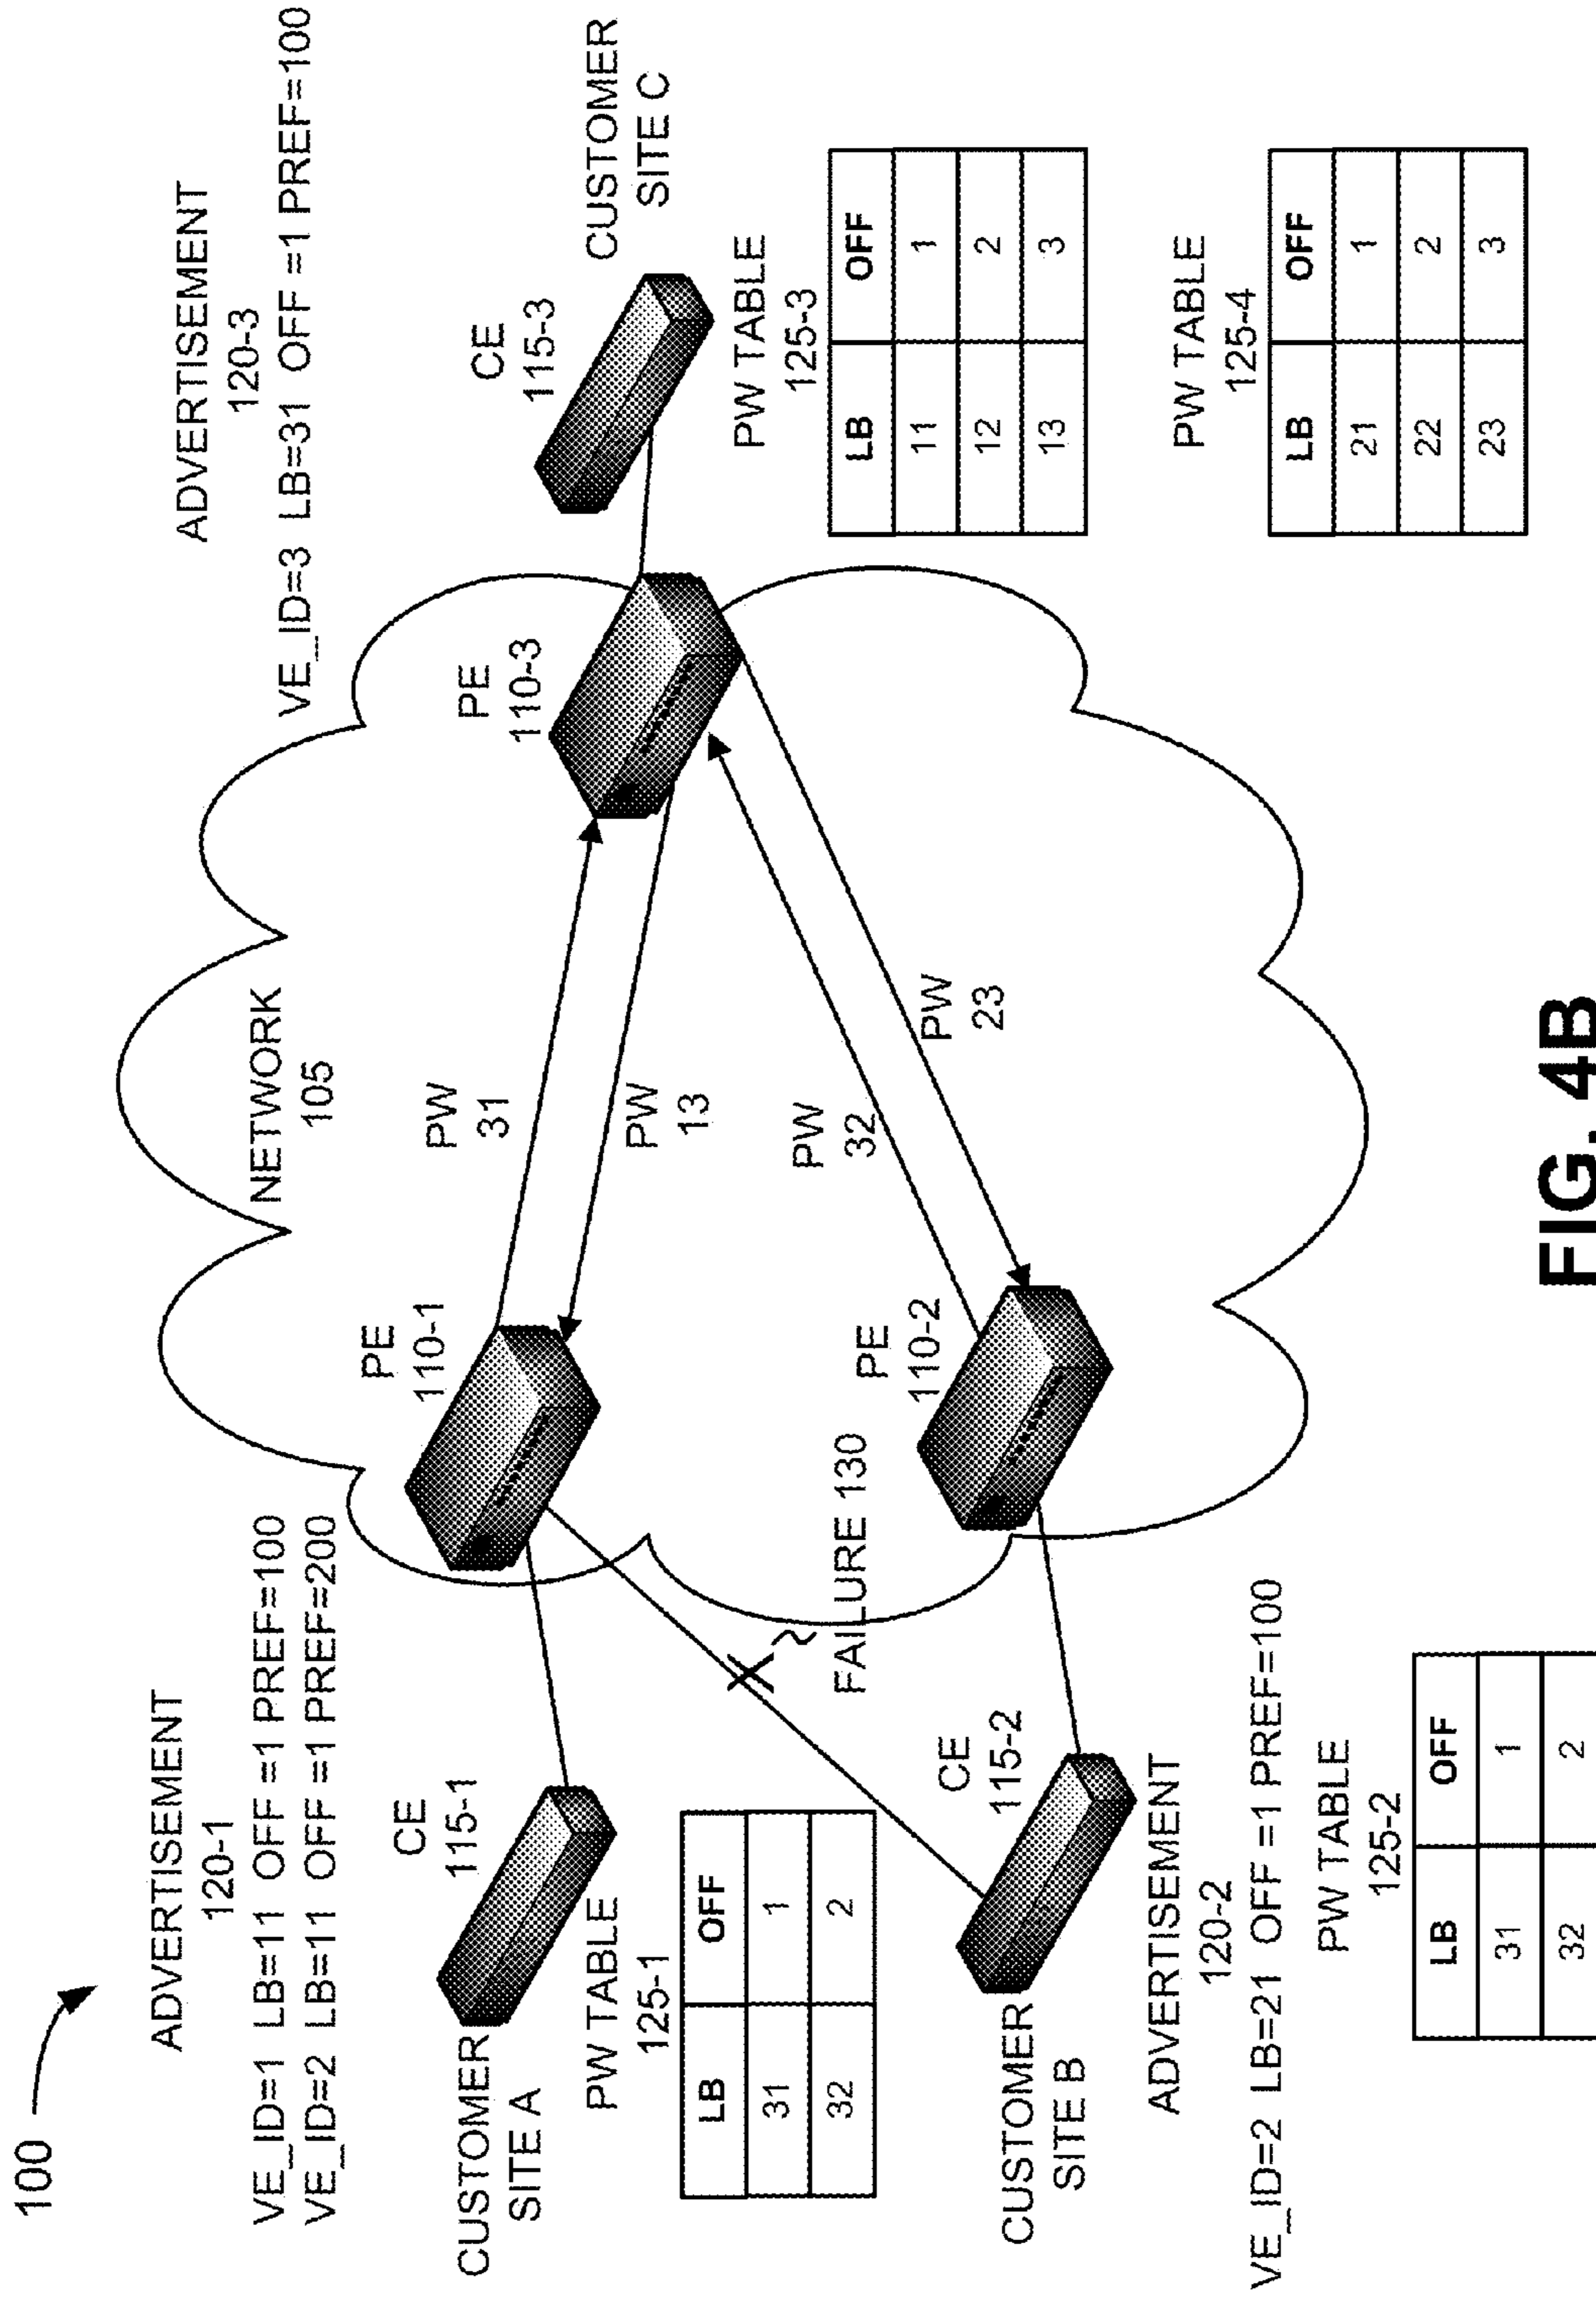 100
ADVERTISEMENT
120-1
VE_ID=1 LB=11 OFF =1 PREF=100
VE_ID=2 LB=11 OFF =1 PREF=200
ADVERTISEMENT
120-3
VE_ID=3 LB=31 OFF =1 PREF=100
NETWORK
105
PE
110-1
PE
110-3
CE
115-1
CE
115-3
CUSTOMER
SITE A
CUSTOMER
SITE C
PW
31
PW
13
PW
32
PW
23
PW TABLE
125-1
LB OFF
31 1
32 2
PW TABLE
125-3
LB OFF
11 1
12 2
13 3
FAILURE 130
PE
110-2
CE
115-2
CUSTOMER
SITE B
ADVERTISEMENT
120-2
VE_ID=2 LB=21 OFF =1 PREF=100
PW TABLE
125-2
LB OFF
31 1
32 2
PW TABLE
125-4
LB OFF
21 1
22 2
23 3
FIG. 4B